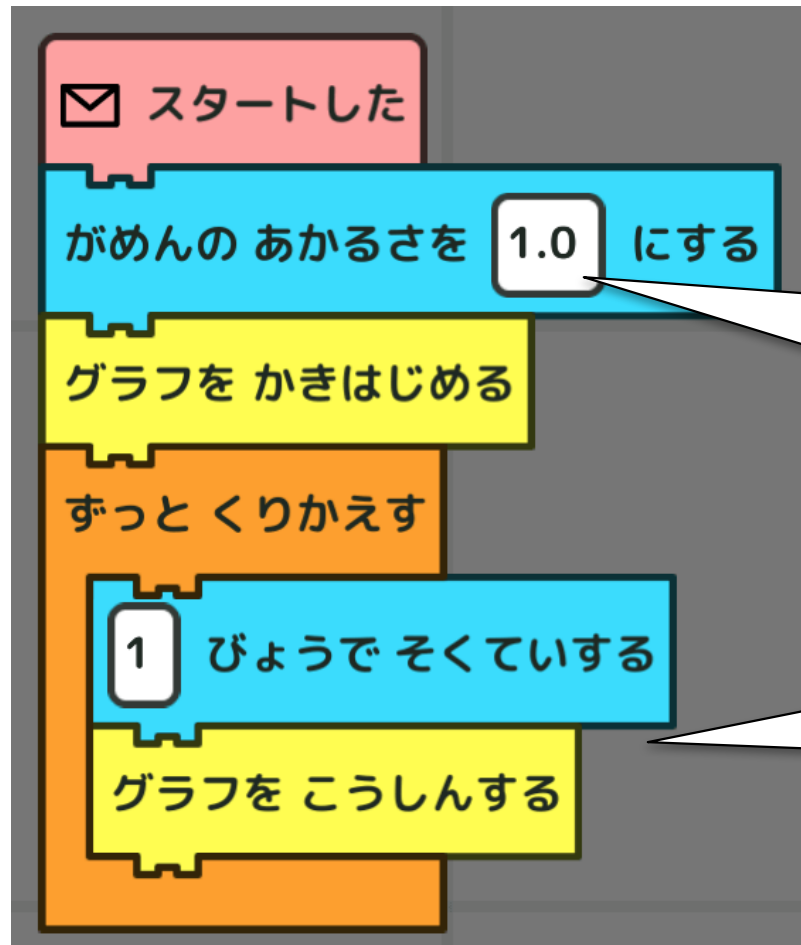 スタートした
がめんの あかるさを 1.0 にする
グラフを かきはじめる
ずっと くりかえす
1 びょうで そくていする
グラフを こうしんする